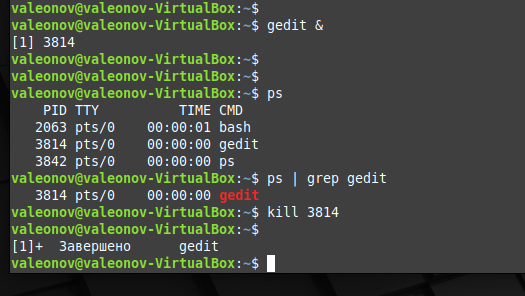 valeonov@valeonov-VirtualBox:~$
valeonov@valeonov-VirtualBox:~$ gedit &
[1] 3814
valeonov@valeonov-VirtualBox:~$
valeonov@valeonov-VirtualBox:~$
valeonov@valeonov-VirtualBox:~$ ps
PID TTY TIME CMD
2063 pts/0 00:00:01 bash
3814 pts/0 00:00:00 gedit
3842 pts/0 00:00:00 ps
valeonov@valeonov-VirtualBox:~$ ps | grep gedit
3814 pts/0 00:00:00 gedit
valeonov@valeonov-VirtualBox:~$ kill 3814
valeonov@valeonov-VirtualBox:~$
[1]+ Завершено gedit
valeonov@valeonov-VirtualBox:~$